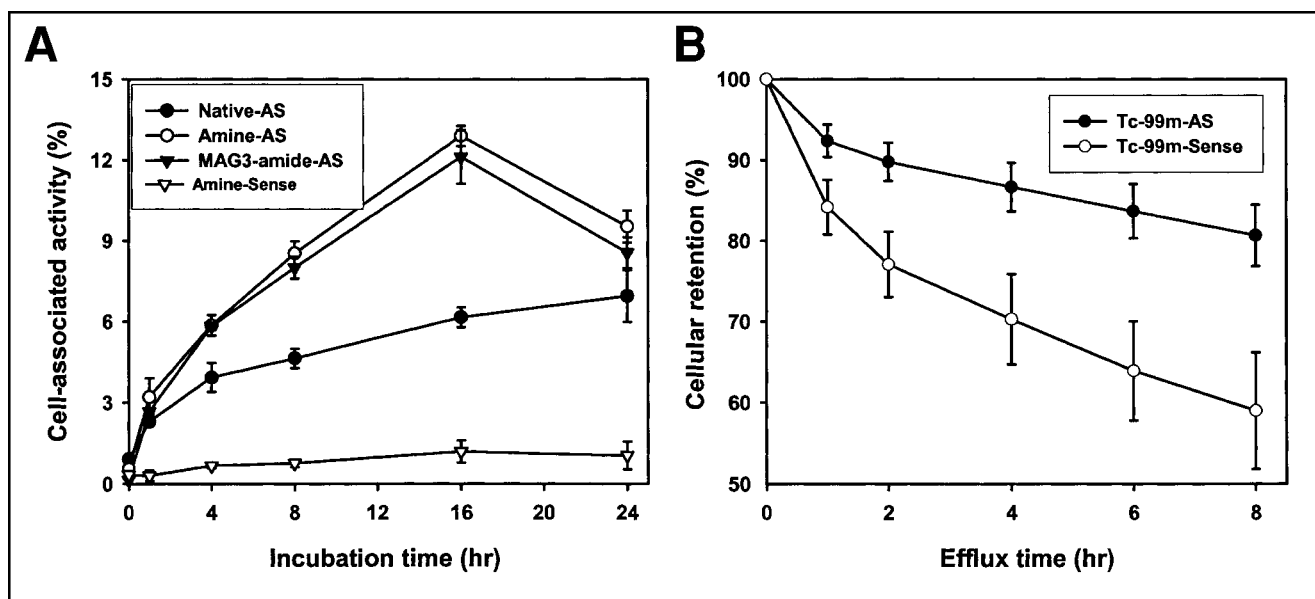 A
15
12
9
6
3
0
Cell-associated activity (%)
Native-AS
Amine-AS
MAG3-amide-AS
Amine-Sense
0 4 8 12 16 20 24
Incubation time (hr)
B
100
90
80
70
60
50
Cellular retention (%)
Tc-99m-AS
Tc-99m-Sense
0 2 4 6 8
Efflux time (hr)